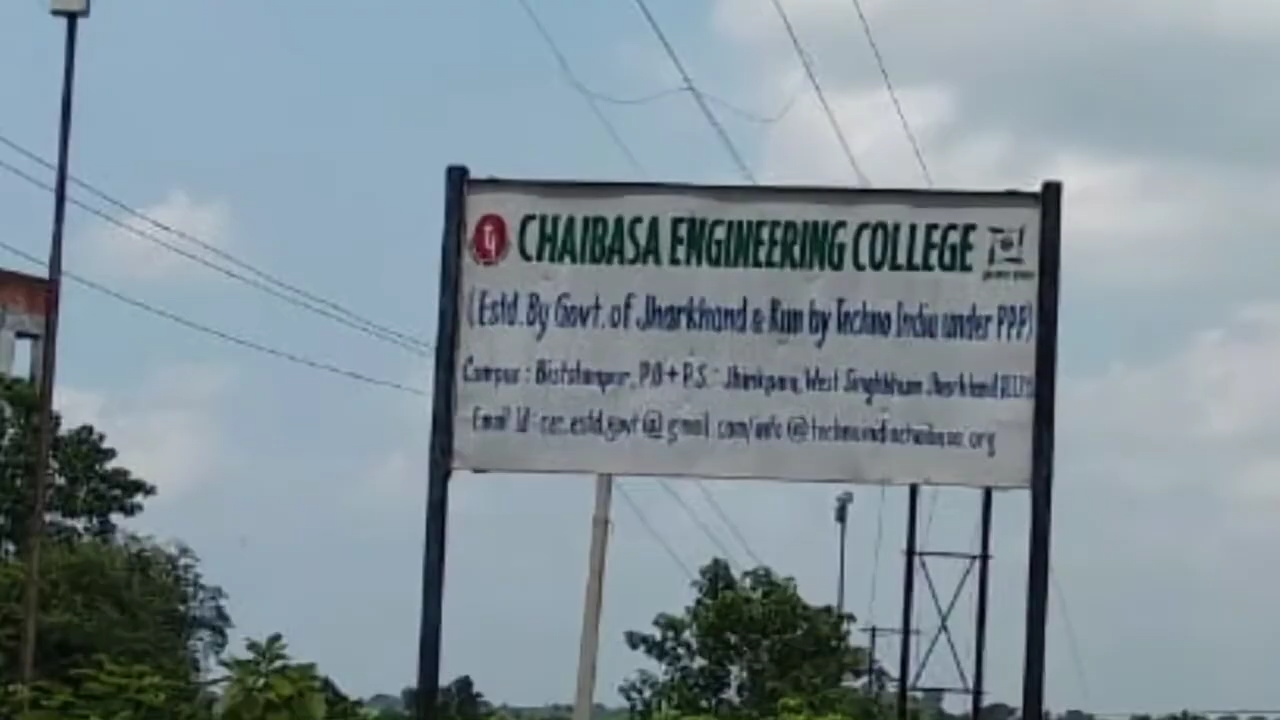 CHAIBASA ENGINEERING COLLEGE
(Estd. By Govt. of Jharkhand & Run by Techno India under PPP)
Campus : Bistumpur, P.O + P.S. : Jhinkpani, West Singhbhum Jharkhand
Email Id : cec.estd.govt@gmail.com/info@technoindiachaibasa.org